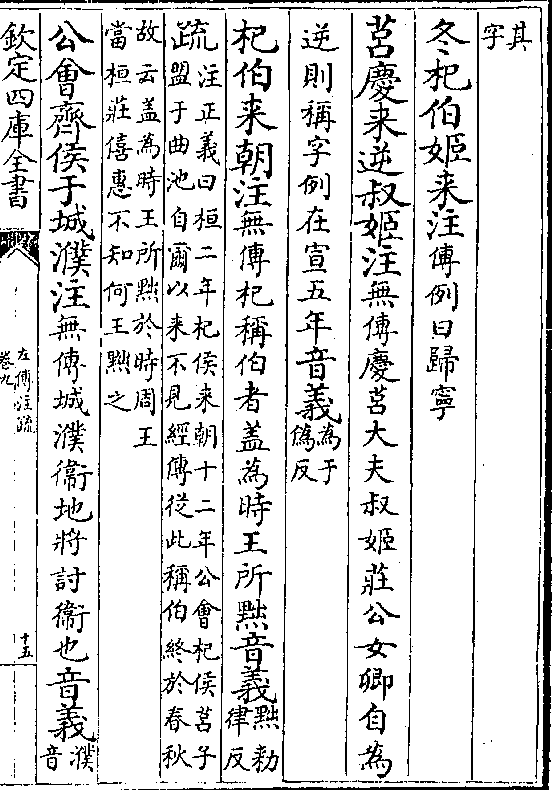 其
字
冬杞伯姬来注傳例曰歸寧
莒慶来逆叔姬注無傳慶莒大夫叔姬莊公女卿自為
逆則稱字例在宣五年音義為于
偽反
杞伯来朝注無傳杞稱伯者盖為時王所黜音義黜勑
律反
疏注正義曰桓二年杞侯来朝十二年公會杞侯莒子
盟于曲池自爾以来不見經傳從此稱伯終於春秋
故云盖為時王所黜於時周王
當桓莊僖惠不知何王黜之
公會齊侯于城濮注無傳城濮衞地將討衞也音義濮
音
欽定四庫全書
左傳注疏
卷九
十五